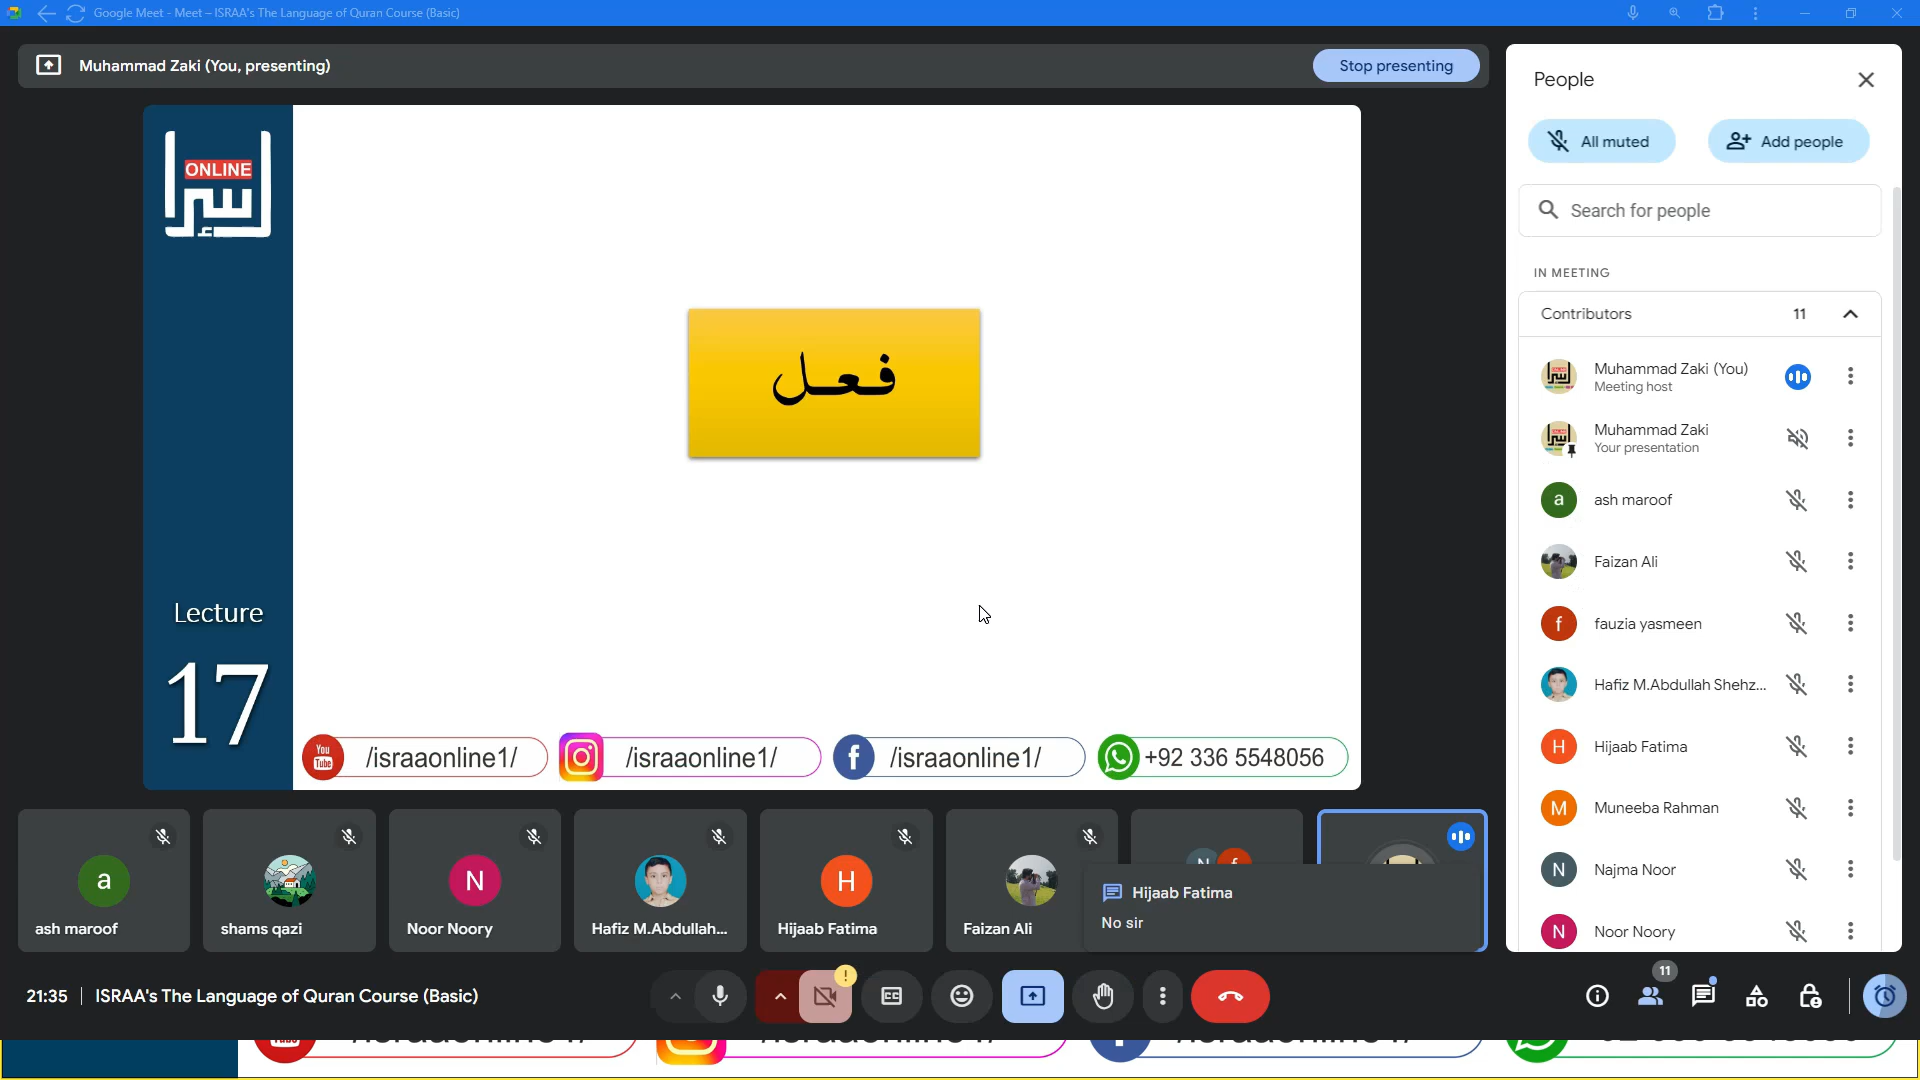 Google Meet - Meet – ISRAA's The Language of Quran Course (Basic)
Muhammad Zaki (You, presenting)
Stop presenting
ONLINE
إسرا
فعل
Lecture
17
You
Tube
/israaonline1/
/israaonline1/
/israaonline1/
+92 336 5548056
People
All muted
Add people
Search for people
IN MEETING
Contributors 11
Muhammad Zaki (You)
Meeting host
Muhammad Zaki
Your presentation
a ash maroof
Faizan Ali
f fauzia yasmeen
Hafiz M.Abdullah Shehz...
H Hijaab Fatima
M Muneeba Rahman
N Najma Noor
N Noor Noory
a
ash maroof
shams qazi
N
Noor Noory
Hafiz M.Abdullah...
H
Hijaab Fatima
Faizan Ali
Hijaab Fatima
No sir
21:35 ISRAA's The Language of Quran Course (Basic)
11